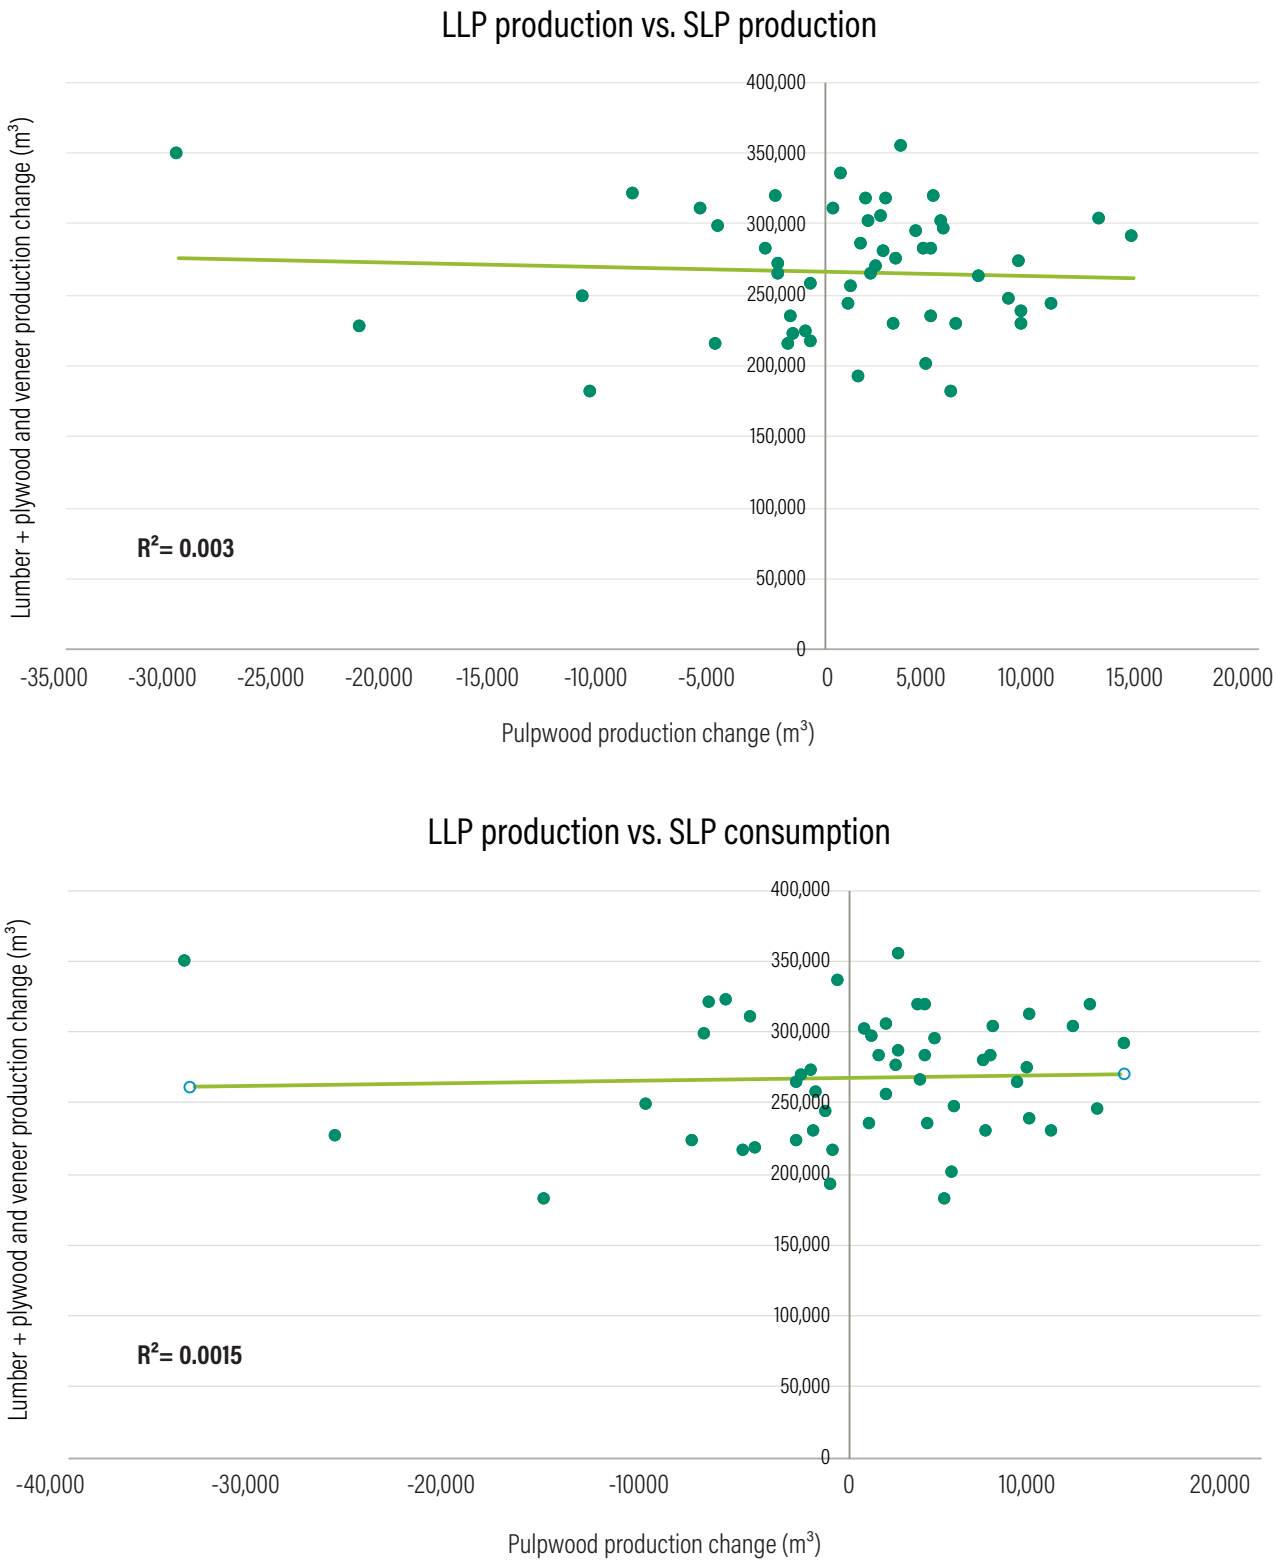 LLP production vs. SLP production
Lumber + plywood and veneer production change (m³)
400,000
350,000
300,000
250,000
200,000
150,000
100,000
50,000
0
R²= 0.003
-35,000 -30,000 -25,000 -20,000 -15,000 -10,000 -5,000 0 5,000 10,000 15,000 20,000
Pulpwood production change (m³)
LLP production vs. SLP consumption
Lumber + plywood and veneer production change (m³)
400,000
350,000
300,000
250,000
200,000
150,000
100,000
50,000
0
R²= 0.0015
-40,000 -30,000 -20,000 -10,000 0 10,000 20,000
Pulpwood production change (m³)